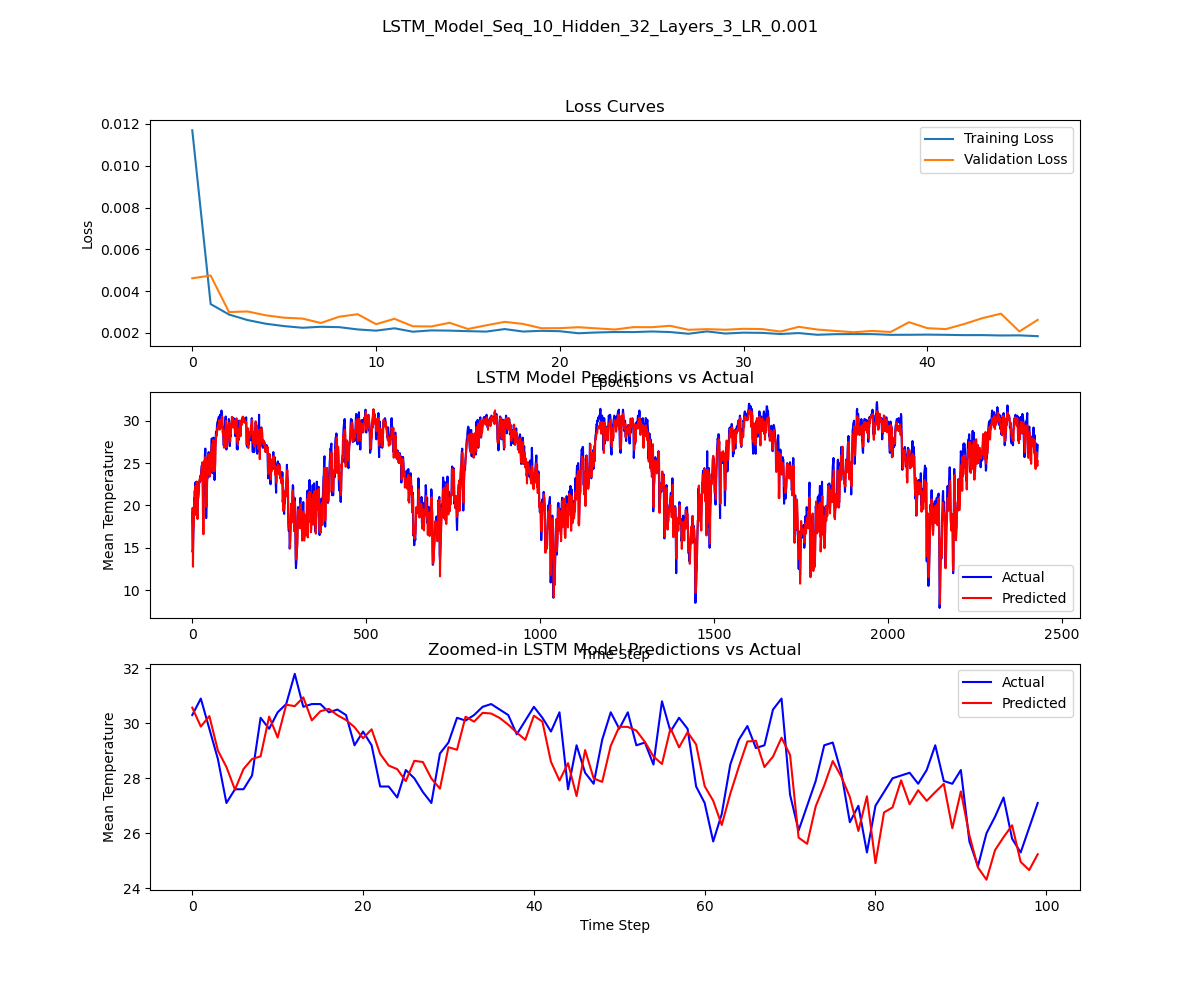 LSTM_Model_Seq_10_Hidden_32_Layers_3_LR_0.001
Loss Curves
0.012
0.010
0.008
0.006
0.004
0.002
Loss
Training Loss
Validation Loss
0 10 20 30 40
Epochs
LSTM Model Predictions vs Actual
30
25
20
15
10
Mean Temperature
Actual
Predicted
0 500 1000 1500 2000 2500
Time Step
Zoomed-in LSTM Model Predictions vs Actual
32
30
28
26
24
Mean Temperature
Actual
Predicted
0 20 40 60 80 100
Time Step